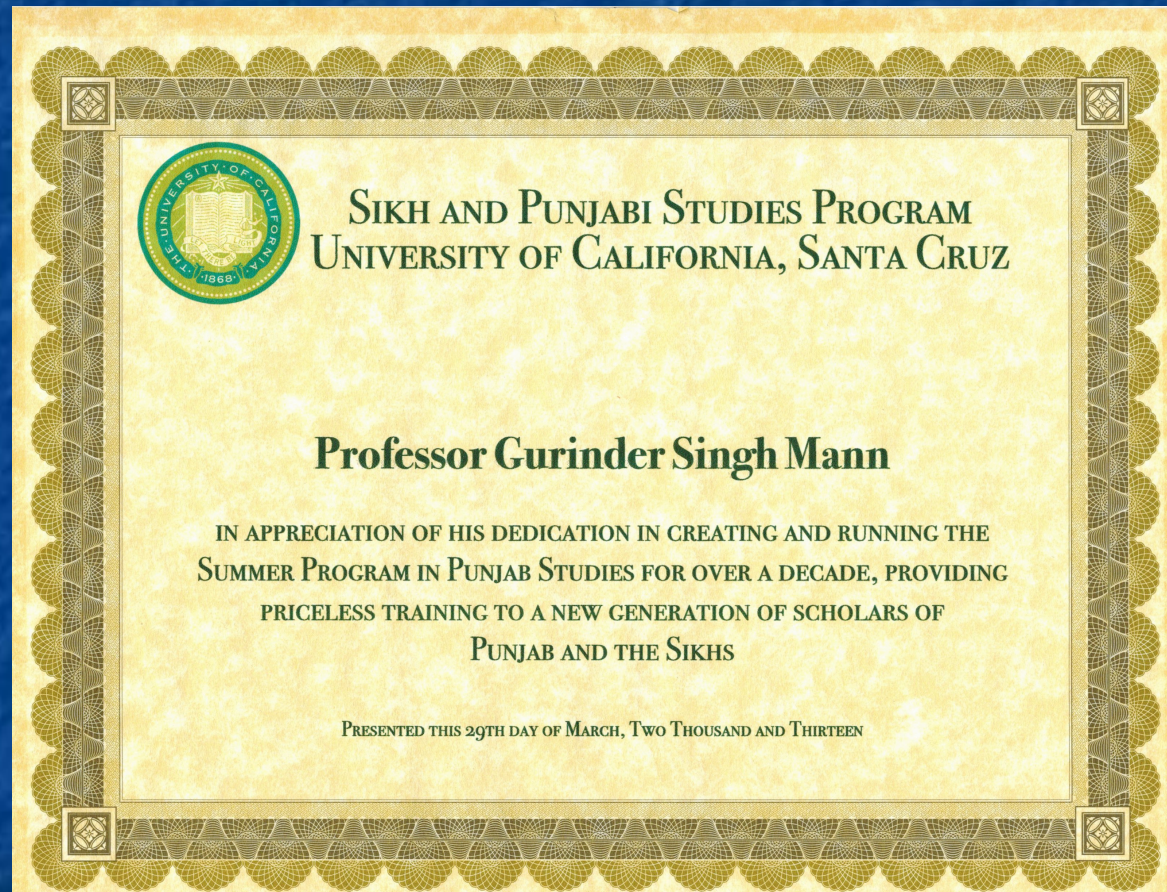 THE · UNIVERSITY · OF · CALIFORNIA
·1868·
SIKH AND PUNJABI STUDIES PROGRAM
UNIVERSITY OF CALIFORNIA, SANTA CRUZ
Professor Gurinder Singh Mann
IN APPRECIATION OF HIS DEDICATION IN CREATING AND RUNNING THE
SUMMER PROGRAM IN PUNJAB STUDIES FOR OVER A DECADE, PROVIDING
PRICELESS TRAINING TO A NEW GENERATION OF SCHOLARS OF
PUNJAB AND THE SIKHS
PRESENTED THIS 29TH DAY OF MARCH, TWO THOUSAND AND THIRTEEN